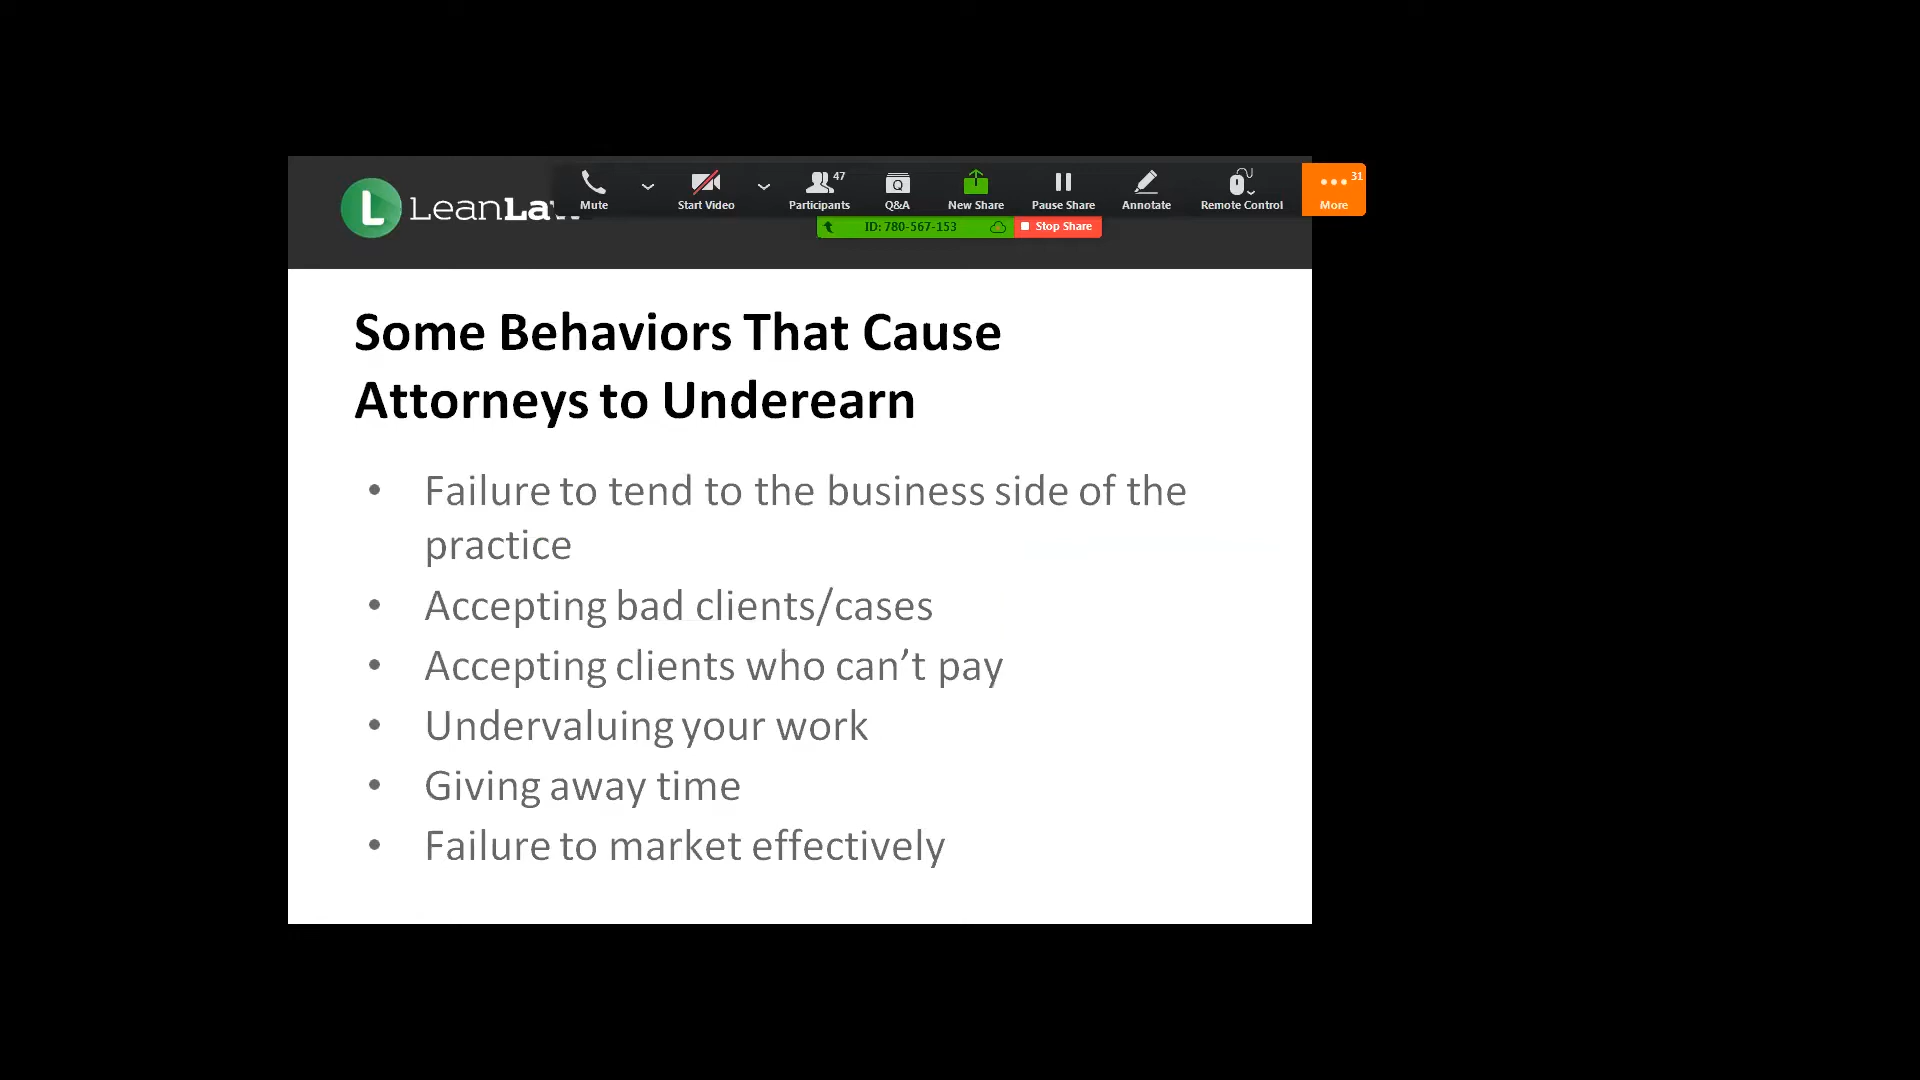 47
31
Mute
Start Video
Participants
Q&A
New Share
Pause Share
Annotate
Remote Control
More
ID: 780-567-153
Stop Share
Some Behaviors That Cause
Attorneys to Underearn
• Failure to tend to the business side of the
practice
• Accepting bad clients/cases
• Accepting clients who can’t pay
• Undervaluing your work
• Giving away time
• Failure to market effectively